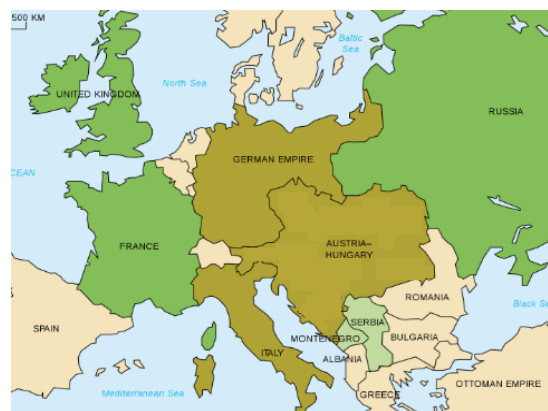 500 KM
Baltic
Sea
North Sea
UNITED KINGDOM
RUSSIA
GERMAN EMPIRE
CEAN
FRANCE
AUSTRIA–
HUNGARY
ROMANIA
Black Se
SERBIA
SPAIN
MONTENEGRO
BULGARIA
ITALY
ALBANIA
OTTOMAN EMPIRE
Mediterranean Sea
GREECE